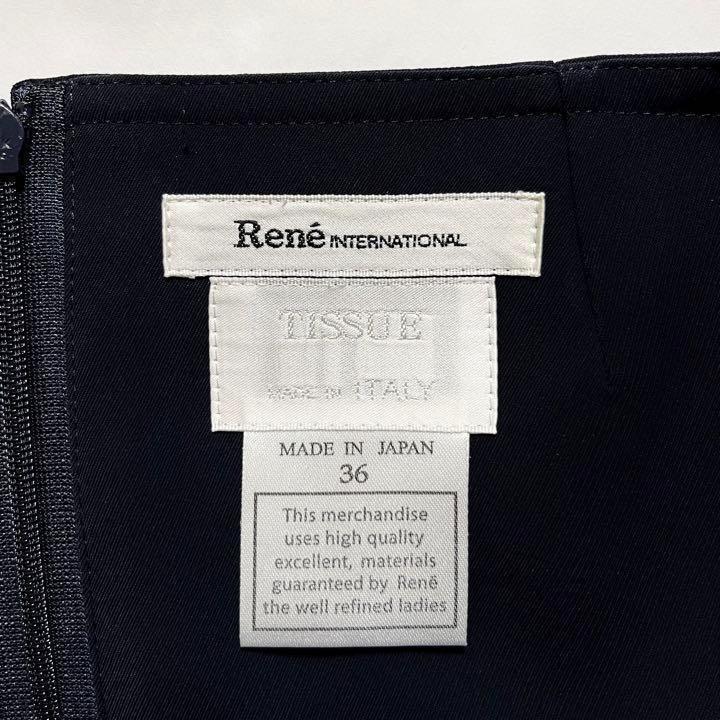 René INTERNATIONAL
TISSUE
MADE IN ITALY
MADE IN JAPAN
36
This merchandise
uses high quality
excellent, materials
guaranteed by René
the well refined ladies